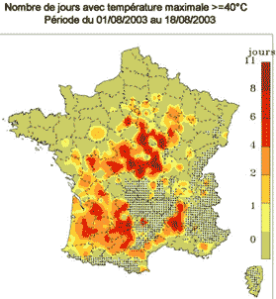 Nombre de jours avec température maximale >=40°C
Période du 01/08/2003 au 18/08/2003
jours
11
8
6
4
2
1
0